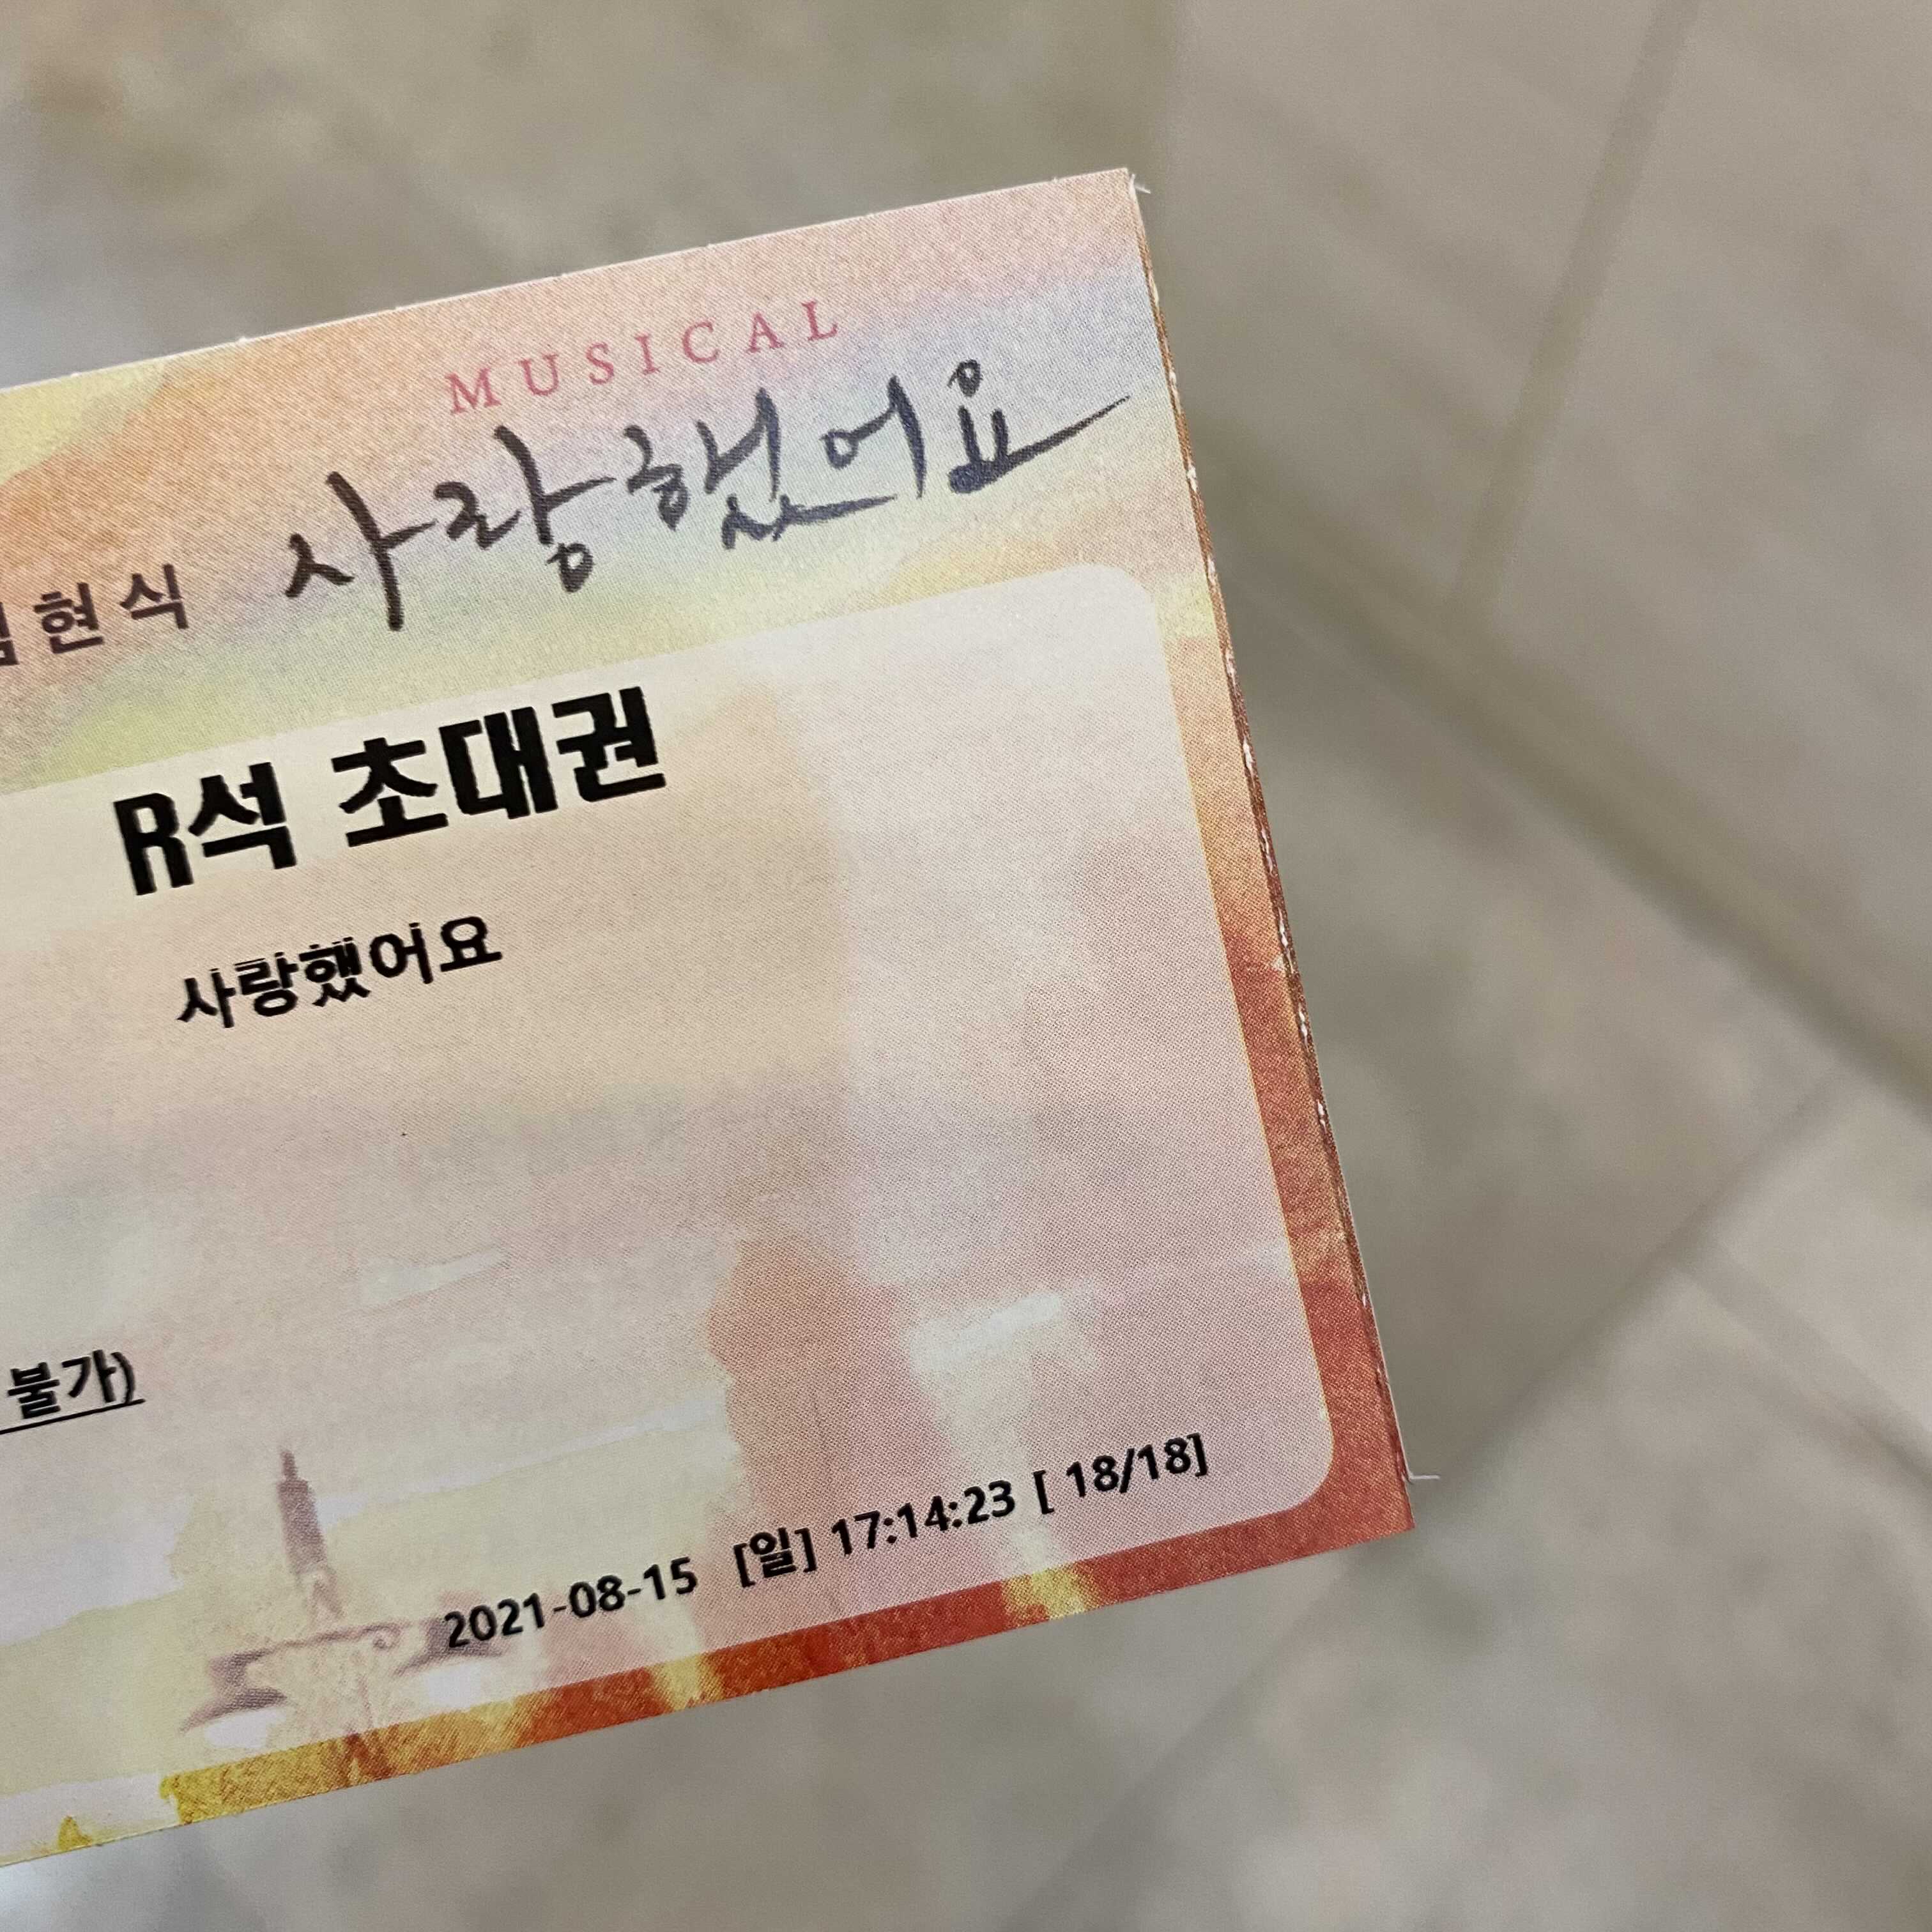 MUSICAL
현식 사랑했어요
R석 초대권
사랑했어요
불가)
2021-08-15 [일] 17:14:23 [ 18/18]